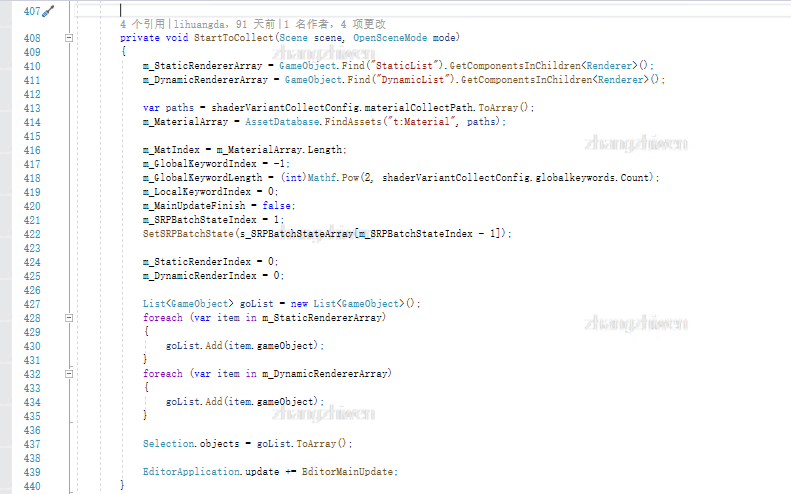 407
4 个引用|lihuangda，91 天前|1 名作者，4 项更改
408 private void StartToCollect(Scene scene, OpenSceneMode mode)
409 {
410 m_StaticRendererArray = GameObject.Find("StaticList").GetComponentsInChildren<Renderer>();
411 m_DynamicRendererArray = GameObject.Find("DynamicList").GetComponentsInChildren<Renderer>();
412
413 var paths = shaderVariantCollectConfig.materialCollectPath.ToArray();
414 m_MaterialArray = AssetDatabase.FindAssets("t:Material", paths);
415
416 m_MatIndex = m_MaterialArray.Length;
417 m_GlobalKeywordIndex = -1;
418 m_GlobalKeywordLength = (int)Mathf.Pow(2, shaderVariantCollectConfig.globalkeywords.Count);
419 m_LocalKeywordIndex = 0;
420 m_MainUpdateFinish = false;
421 m_SRPBatchStateIndex = 1;
422 SetSRPBatchState(s_SRPBatchStateArray[m_SRPBatchStateIndex - 1]);
423
424 m_StaticRenderIndex = 0;
425 m_DynamicRenderIndex = 0;
426
427 List<GameObject> goList = new List<GameObject>();
428 foreach (var item in m_StaticRendererArray)
429 {
430 goList.Add(item.gameObject);
431 }
432 foreach (var item in m_DynamicRendererArray)
433 {
434 goList.Add(item.gameObject);
435 }
436
437 Selection.objects = goList.ToArray();
438
439 EditorApplication.update += EditorMainUpdate;
440 }
zhangzhiwen
zhangzhiwen
zhangzhiwen
zhangzhiwen
zhangzhiwen